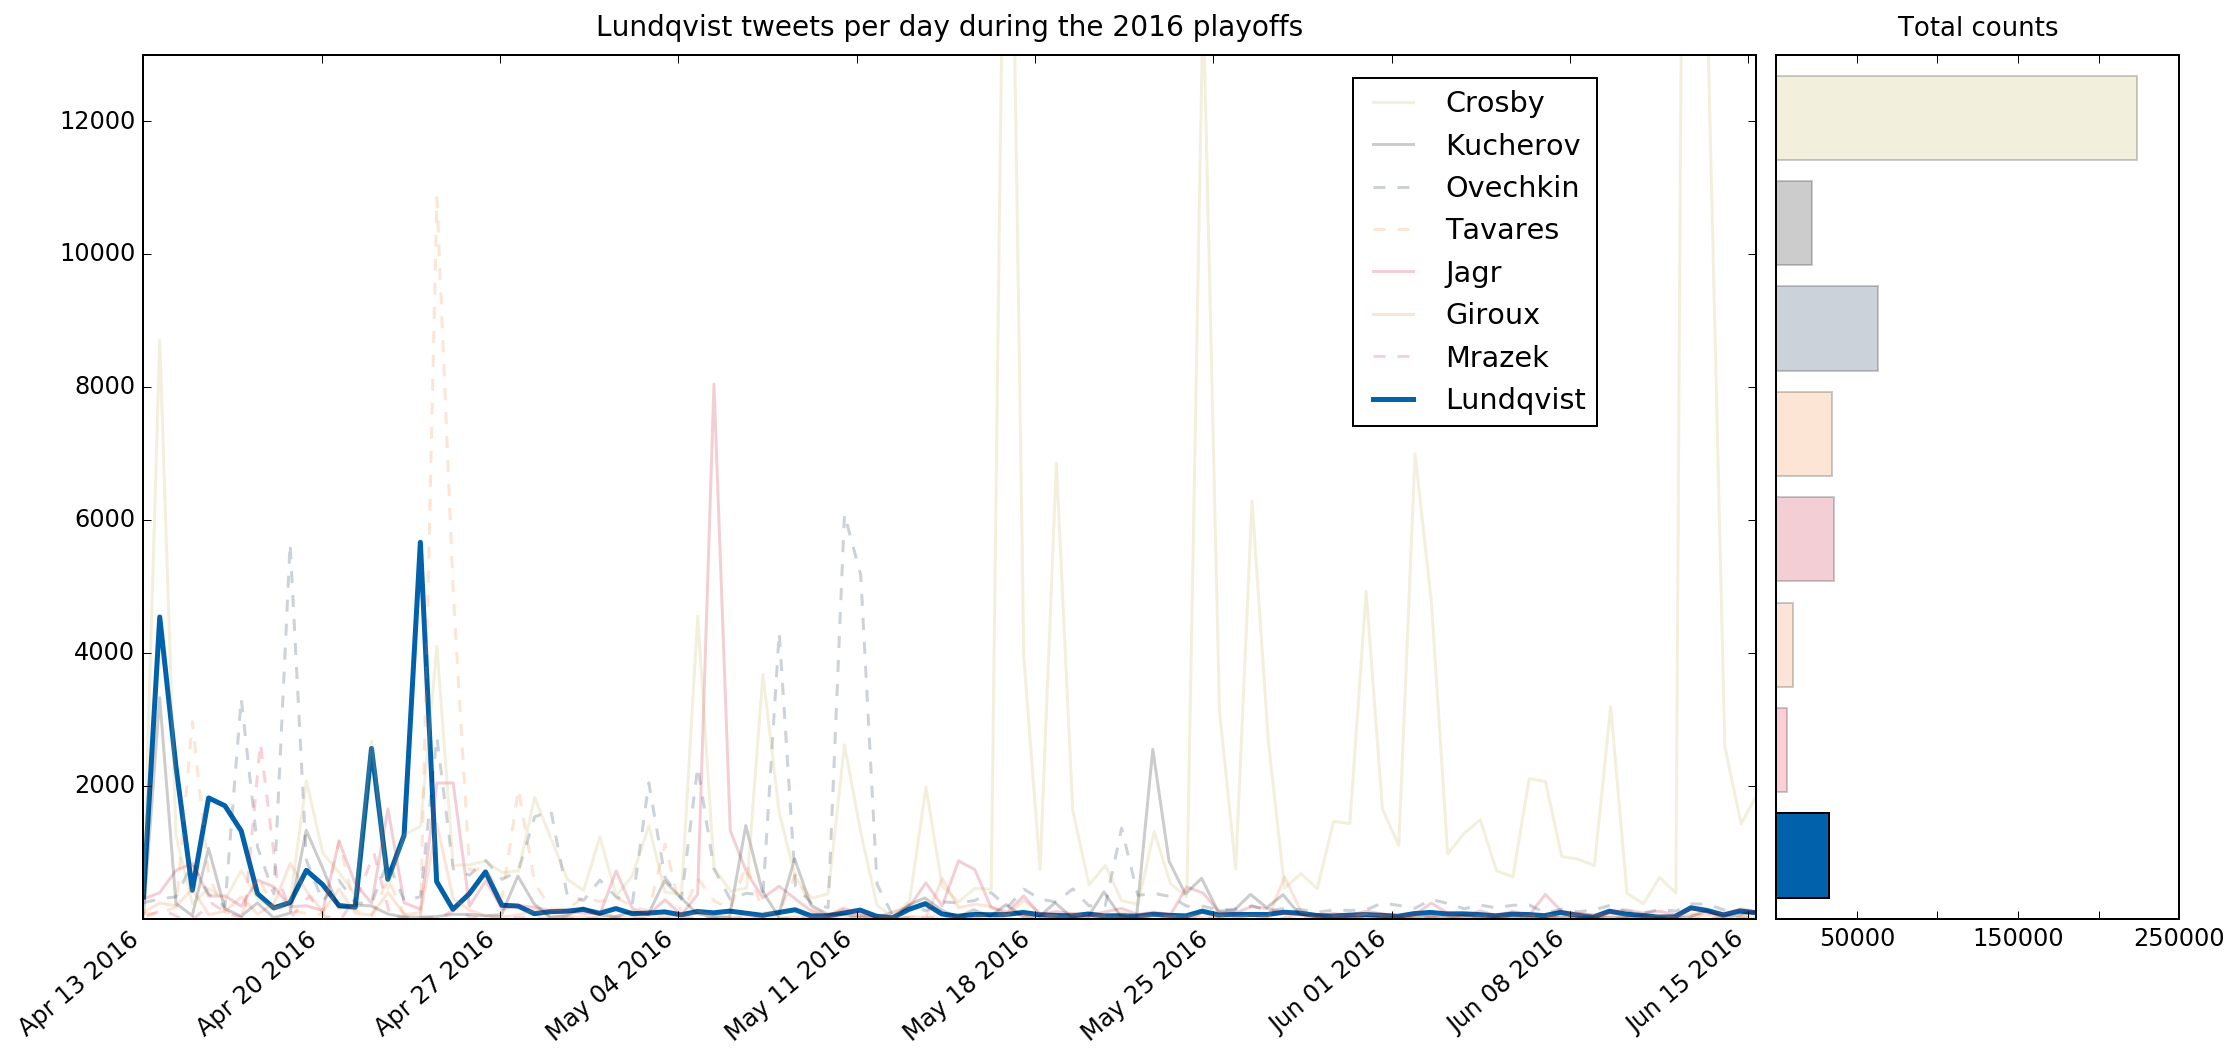 Lundqvist tweets per day during the 2016 playoffs
Total counts
12000
10000
8000
6000
4000
2000
Crosby
Kucherov
Ovechkin
Tavares
Jagr
Giroux
Mrazek
Lundqvist
Apr 13 2016
Apr 20 2016
Apr 27 2016
May 04 2016
May 11 2016
May 18 2016
May 25 2016
Jun 01 2016
Jun 08 2016
Jun 15 2016
50000
150000
250000